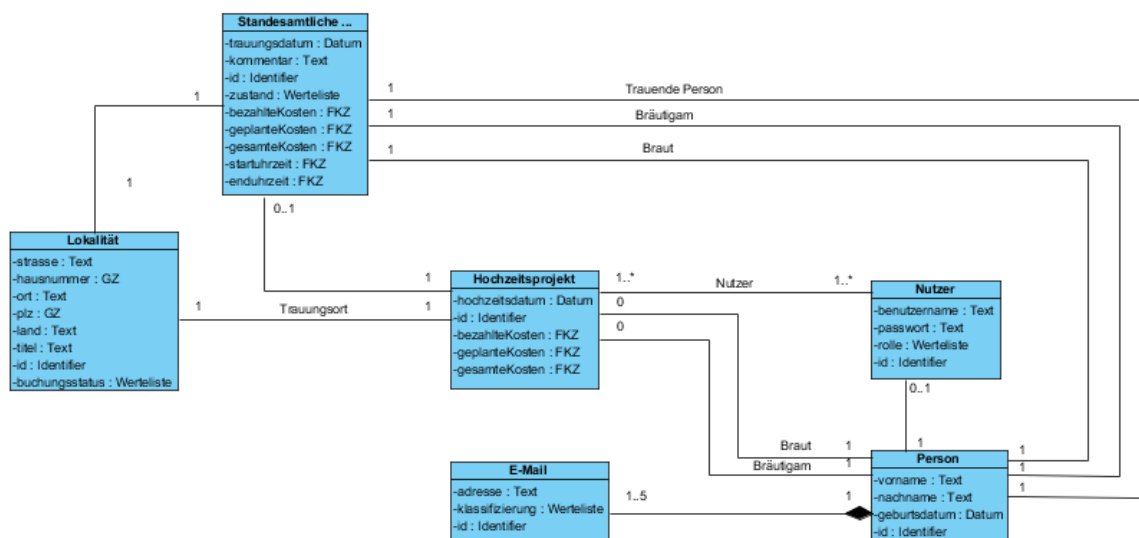 Standesamtliche ...
-trauungsdatum : Datum
-kommentar : Text
-id : Identifier
-zustand : Werteliste
-bezahlteKosten : FKZ
-geplanteKosten : FKZ
-gesamteKosten : FKZ
-startuhrzeit : FKZ
-enduhrzeit : FKZ
1
1
Trauende Person
1
Bräutigam
1
Braut
1
0..1
Lokalität
-strasse : Text
-hausnummer : GZ
-ort : Text
-plz : GZ
-land : Text
-titel : Text
-id : Identifier
-buchungsstatus : Werteliste
1
Trauungsort
1
1
Hochzeitsprojekt
-hochzeitsdatum : Datum
-id : Identifier
-bezahlteKosten : FKZ
-geplanteKosten : FKZ
-gesamteKosten : FKZ
1..*
Nutzer
1..*
0
0
Nutzer
-benutzername : Text
-passwort : Text
-rolle : Werteliste
-id : Identifier
0..1
1
Braut
1
Bräutigam
1
1
1
1
E-Mail
-adresse : Text
-klassifizierung : Werteliste
-id : Identifier
1..5
1
Person
-vorname : Text
-nachname : Text
-geburtsdatum : Datum
-id : Identifier